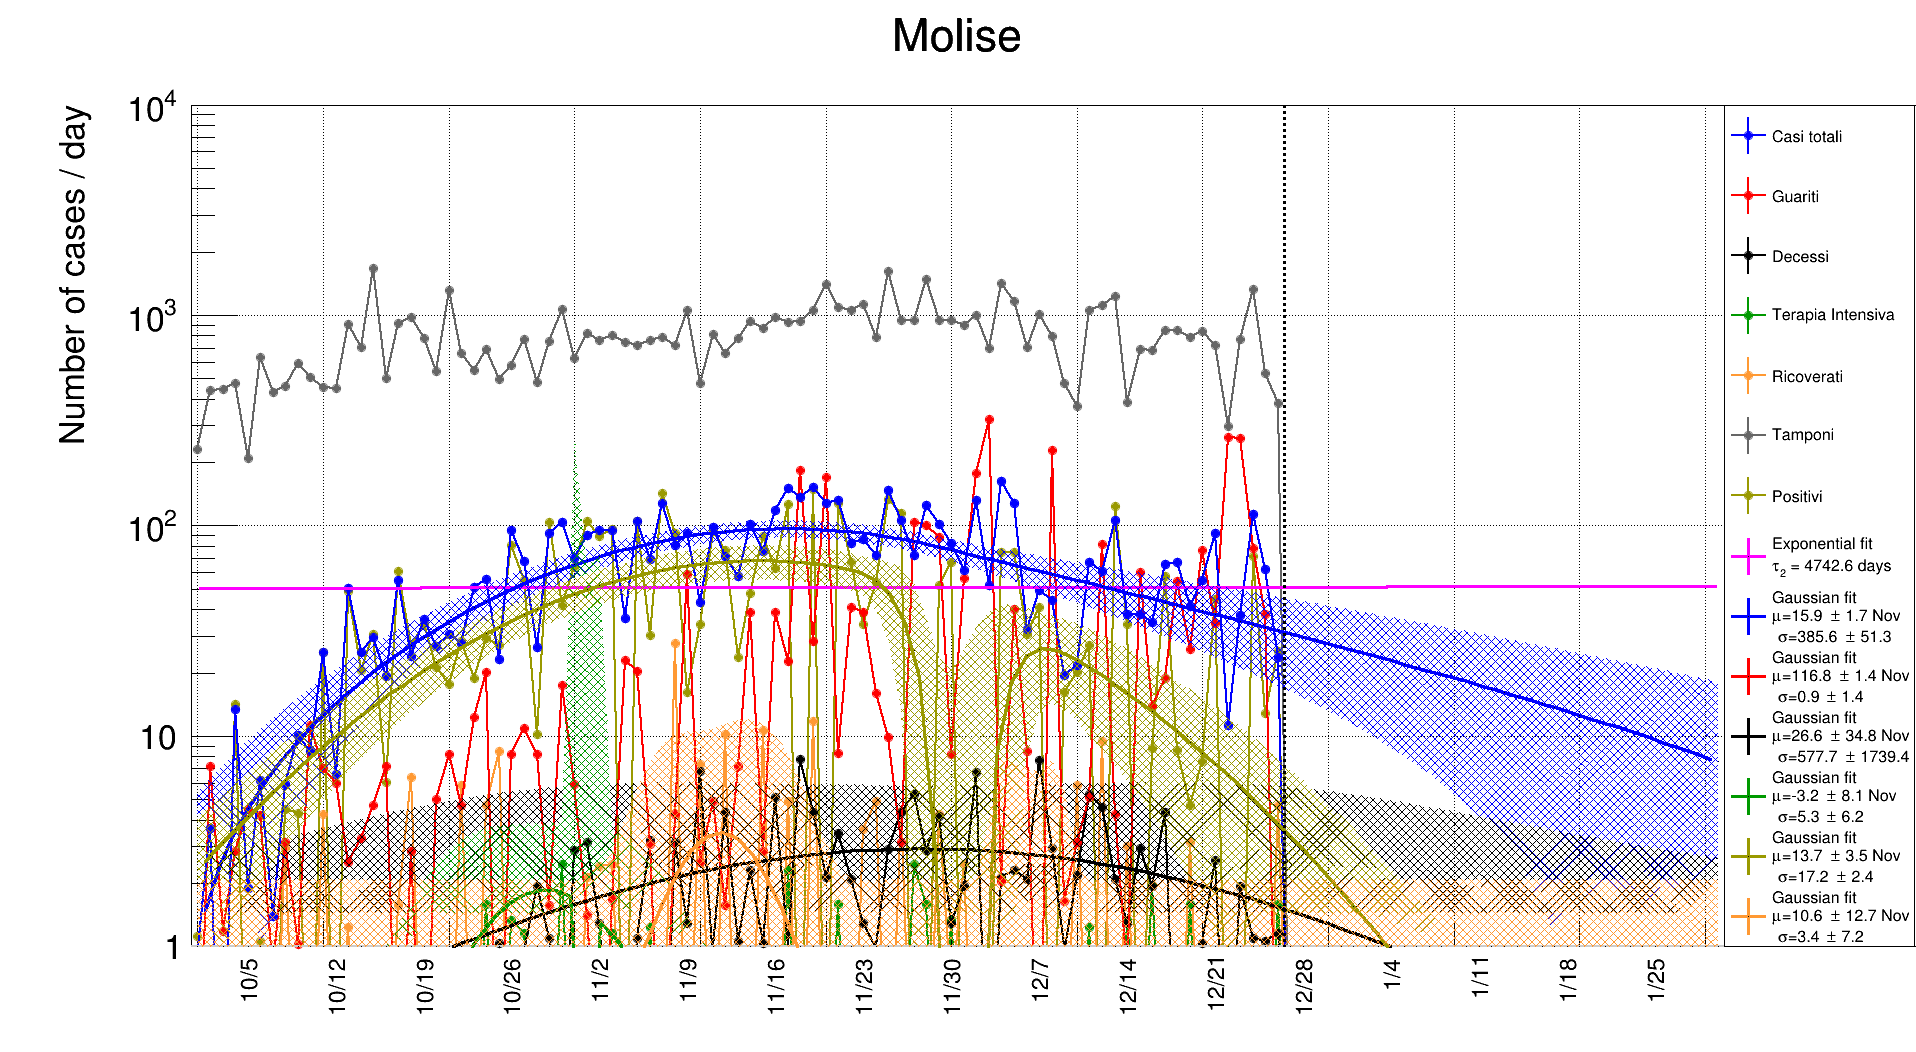 Molise
Number of cases / day
10⁴
10³
10²
10
1
10/5 10/12 10/19 10/26 11/2 11/9 11/16 11/23 11/30 12/7 12/14 12/21 12/28 1/4 1/11 1/18 1/25
Casi totali
Guariti
Decessi
Terapia Intensiva
Ricoverati
Tamponi
Positivi
Exponential fit
τ₂ = 4742.6 days
Gaussian fit
μ=15.9 ± 1.7 Nov
σ=385.6 ± 51.3
Gaussian fit
μ=116.8 ± 1.4 Nov
σ=0.9 ± 1.4
Gaussian fit
μ=26.6 ± 34.8 Nov
σ=577.7 ± 1739.4
Gaussian fit
μ=-3.2 ± 8.1 Nov
σ=5.3 ± 6.2
Gaussian fit
μ=13.7 ± 3.5 Nov
σ=17.2 ± 2.4
Gaussian fit
μ=10.6 ± 12.7 Nov
σ=3.4 ± 7.2